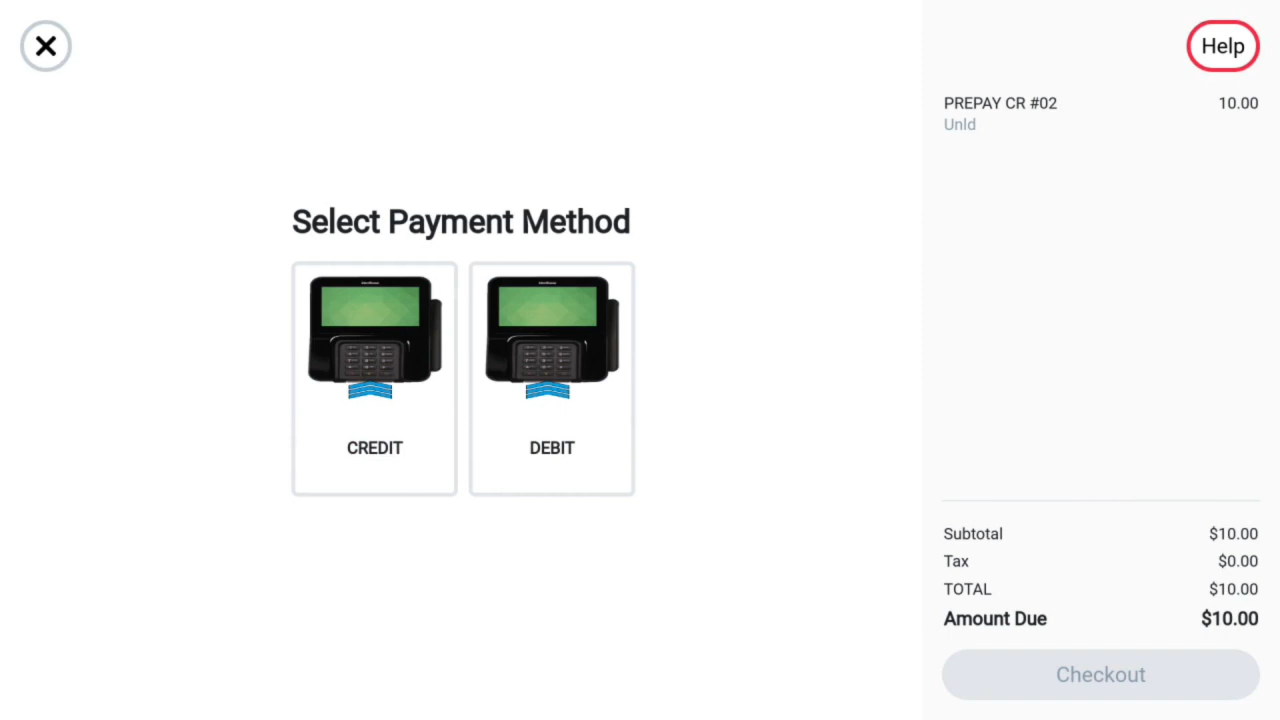 Help
PREPAY CR #02 10.00
Unld
Select Payment Method
CREDIT DEBIT
Subtotal $10.00
Tax $0.00
TOTAL $10.00
Amount Due $10.00
Checkout